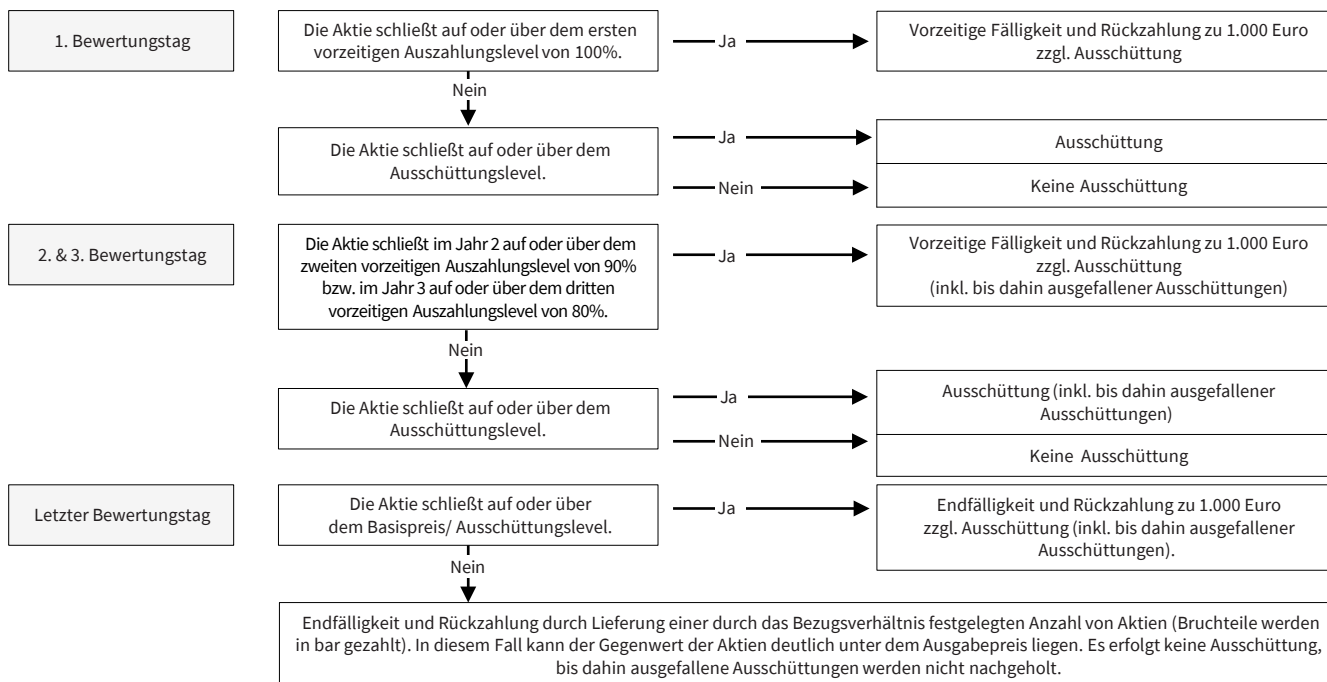 1. Bewertungstag
Die Aktie schließt auf oder über dem ersten
vorzeitigen Auszahlungslevel von 100%.
Ja
Vorzeitige Fälligkeit und Rückzahlung zu 1.000 Euro
zzgl. Ausschüttung
Nein
Die Aktie schließt auf oder über dem
Ausschüttungslevel.
Ja
Ausschüttung
Nein
Keine Ausschüttung
2. & 3. Bewertungstag
Die Aktie schließt im Jahr 2 auf oder über dem
zweiten vorzeitigen Auszahlungslevel von 90%
bzw. im Jahr 3 auf oder über dem dritten
vorzeitigen Auszahlungslevel von 80%.
Ja
Vorzeitige Fälligkeit und Rückzahlung zu 1.000 Euro
zzgl. Ausschüttung
(inkl. bis dahin ausgefallener Ausschüttungen)
Nein
Die Aktie schließt auf oder über dem
Ausschüttungslevel.
Ja
Ausschüttung (inkl. bis dahin ausgefallener
Ausschüttungen)
Nein
Keine Ausschüttung
Letzter Bewertungstag
Die Aktie schließt auf oder über
dem Basispreis/ Ausschüttungslevel.
Ja
Endfälligkeit und Rückzahlung zu 1.000 Euro
zzgl. Ausschüttung (inkl. bis dahin ausgefallener
Ausschüttungen).
Nein
Endfälligkeit und Rückzahlung durch Lieferung einer durch das Bezugsverhältnis festgelegten Anzahl von Aktien (Bruchteile werden
in bar gezahlt). In diesem Fall kann der Gegenwert der Aktien deutlich unter dem Ausgabepreis liegen. Es erfolgt keine Ausschüttung,
bis dahin ausgefallene Ausschüttungen werden nicht nachgeholt.